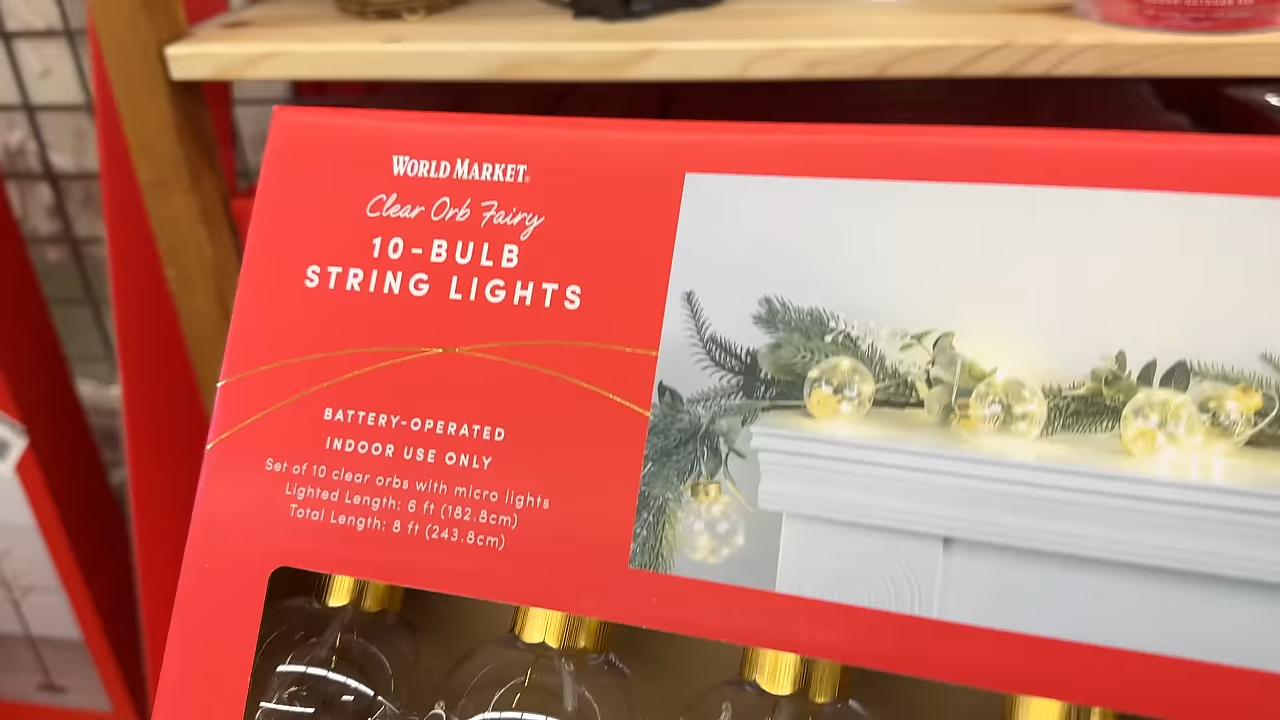 WORLD MARKET.
Clear Orb Fairy
10-BULB
STRING LIGHTS
BATTERY-OPERATED
INDOOR USE ONLY
Set of 10 clear orbs with micro lights
Lighted Length: 6 ft (182.8cm)
Total Length: 8 ft (243.8cm)